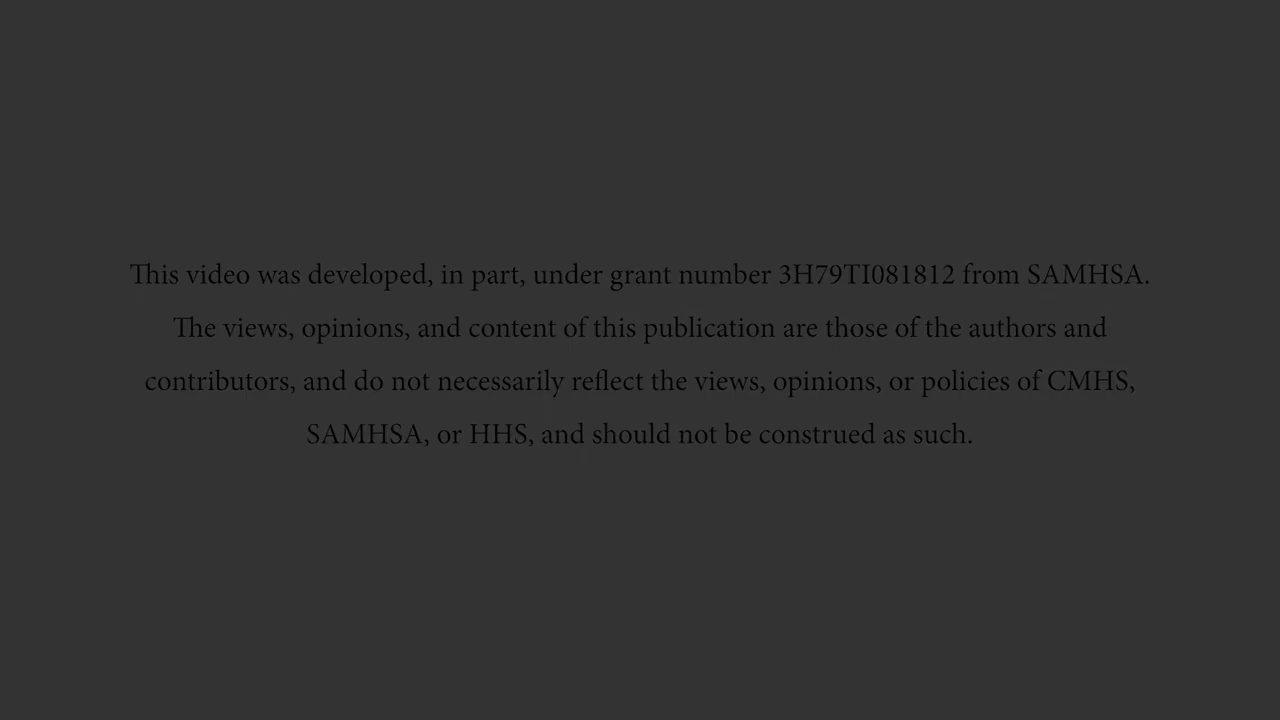 This video was developed, in part, under grant number 3H79TI081812 from SAMHSA.
The views, opinions, and content of this publication are those of the authors and
contributors, and do not necessarily reflect the views, opinions, or policies of CMHS,
SAMHSA, or HHS, and should not be construed as such.